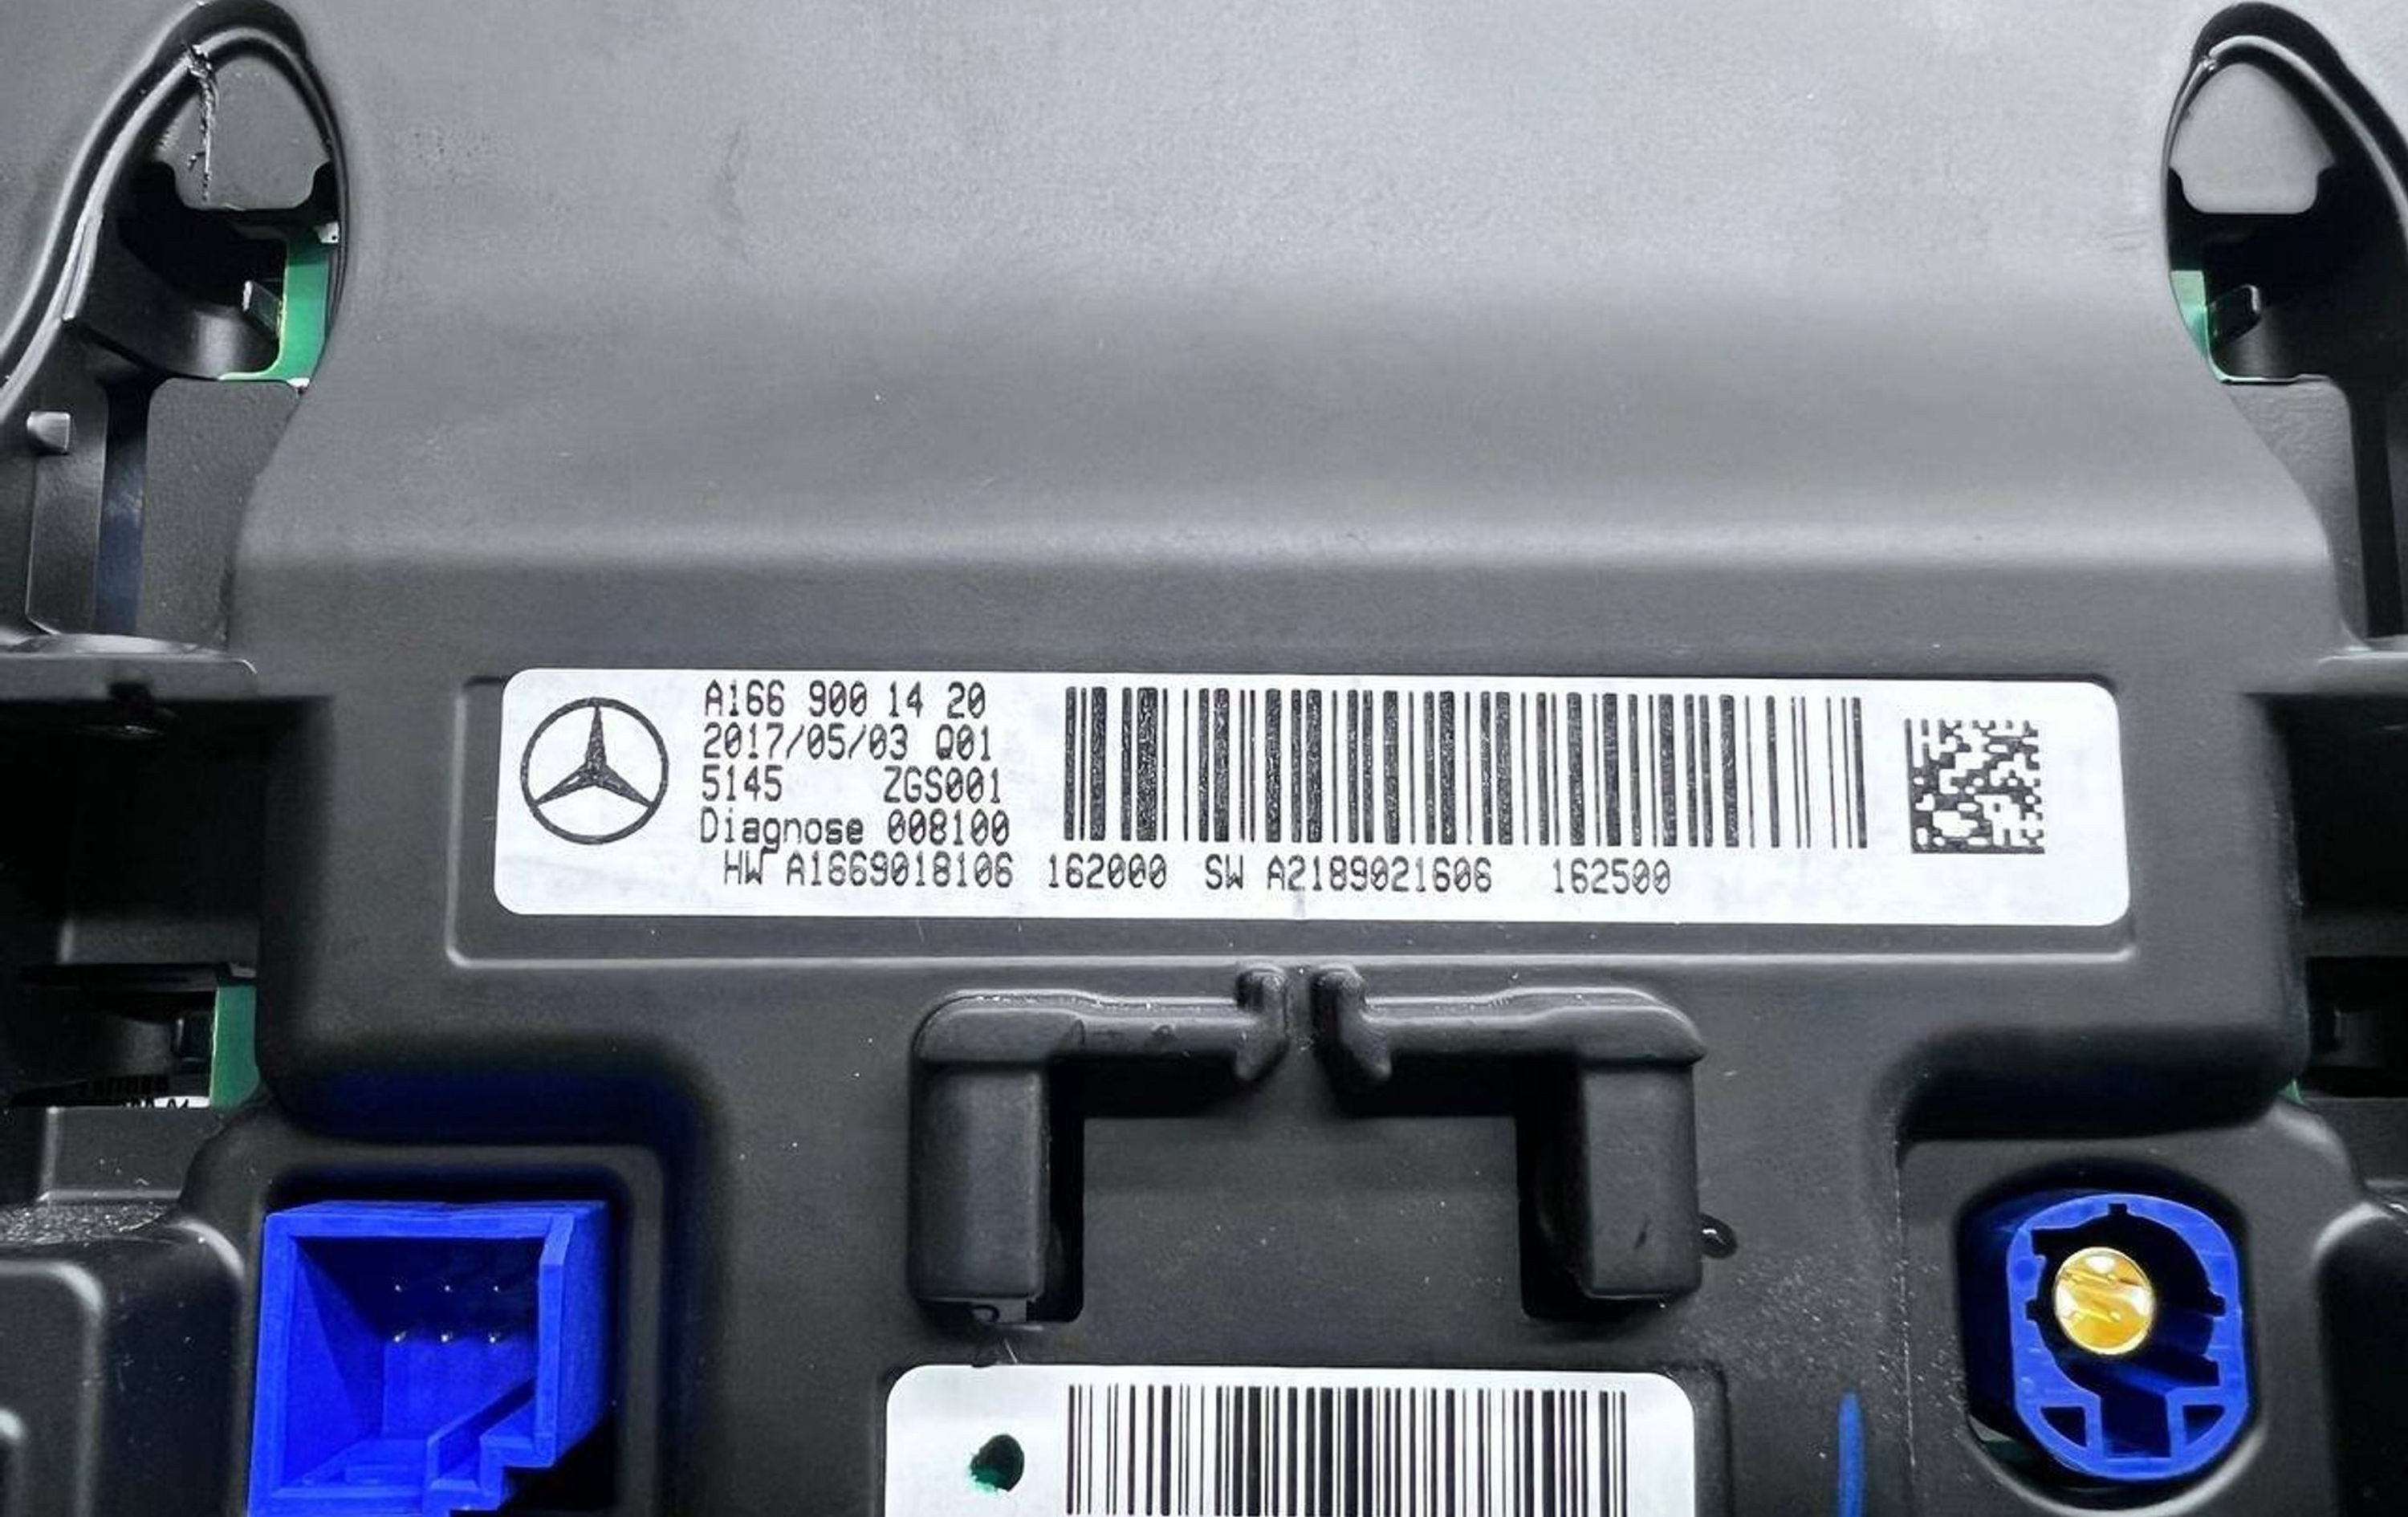 A166 900 14 20
2017/05/03 Q01
5145 ZGS001
Diagnose 008100
HW A1669018106 162000 SW A2189021606 162500